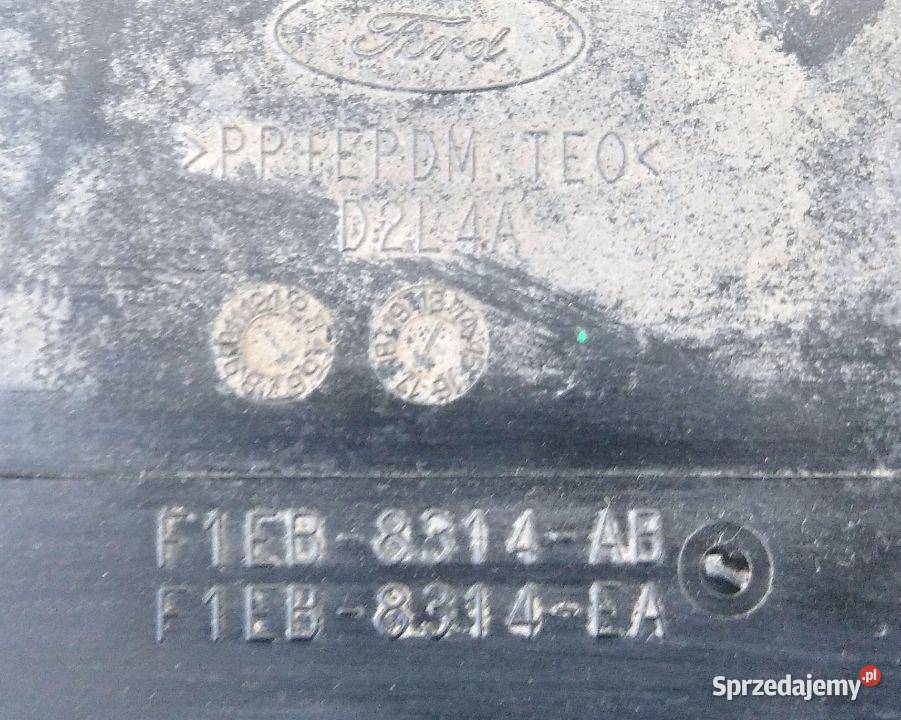 Ford
>PP+EPDM TEO<
D2L4A
F1EB-8314-AB
F1EB-8314-EA
Sprzedajemy.pl